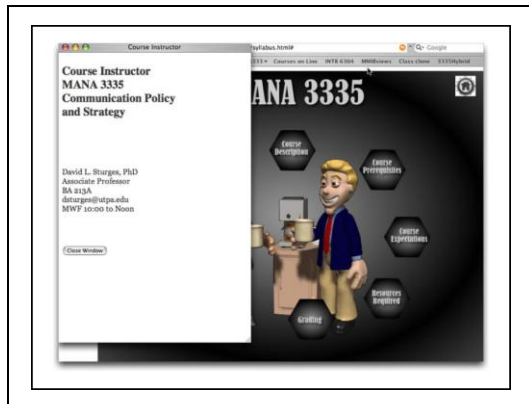 Course Instructor
Course Instructor
MANA 3335
Communication Policy
and Strategy
David L. Sturges, PhD
Associate Professor
BA 213A
dsturges@utpa.edu
MWF 10:00 to Noon
Close Window
syllabus.html#
Google
Courses on Line
INTB 6304
Class clone
3335Hybrid
MANA 3335
Course
Description
Course
Prerequisites
Course
Expectations
Resources
Required
Grading